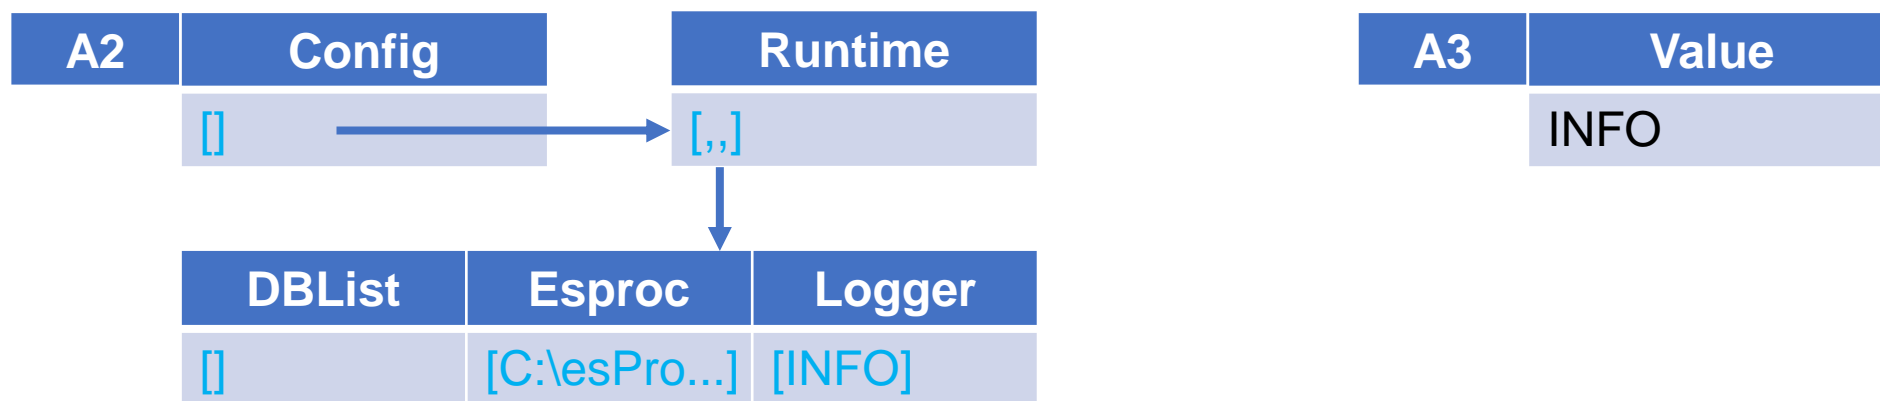 A2 Config Runtime A3 Value
[] [,,] INFO
DBList Esproc Logger
[] [C:\esPro...] [INFO]